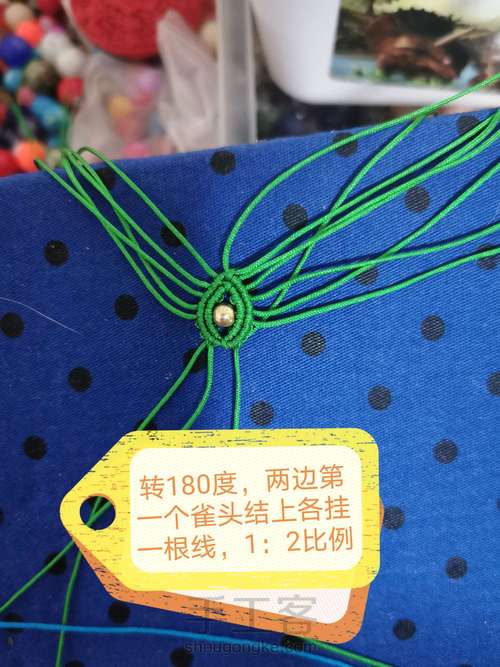 转180度，两边第
一个雀头结上各挂
一根线，1：2比例
手工客
shougongke.com